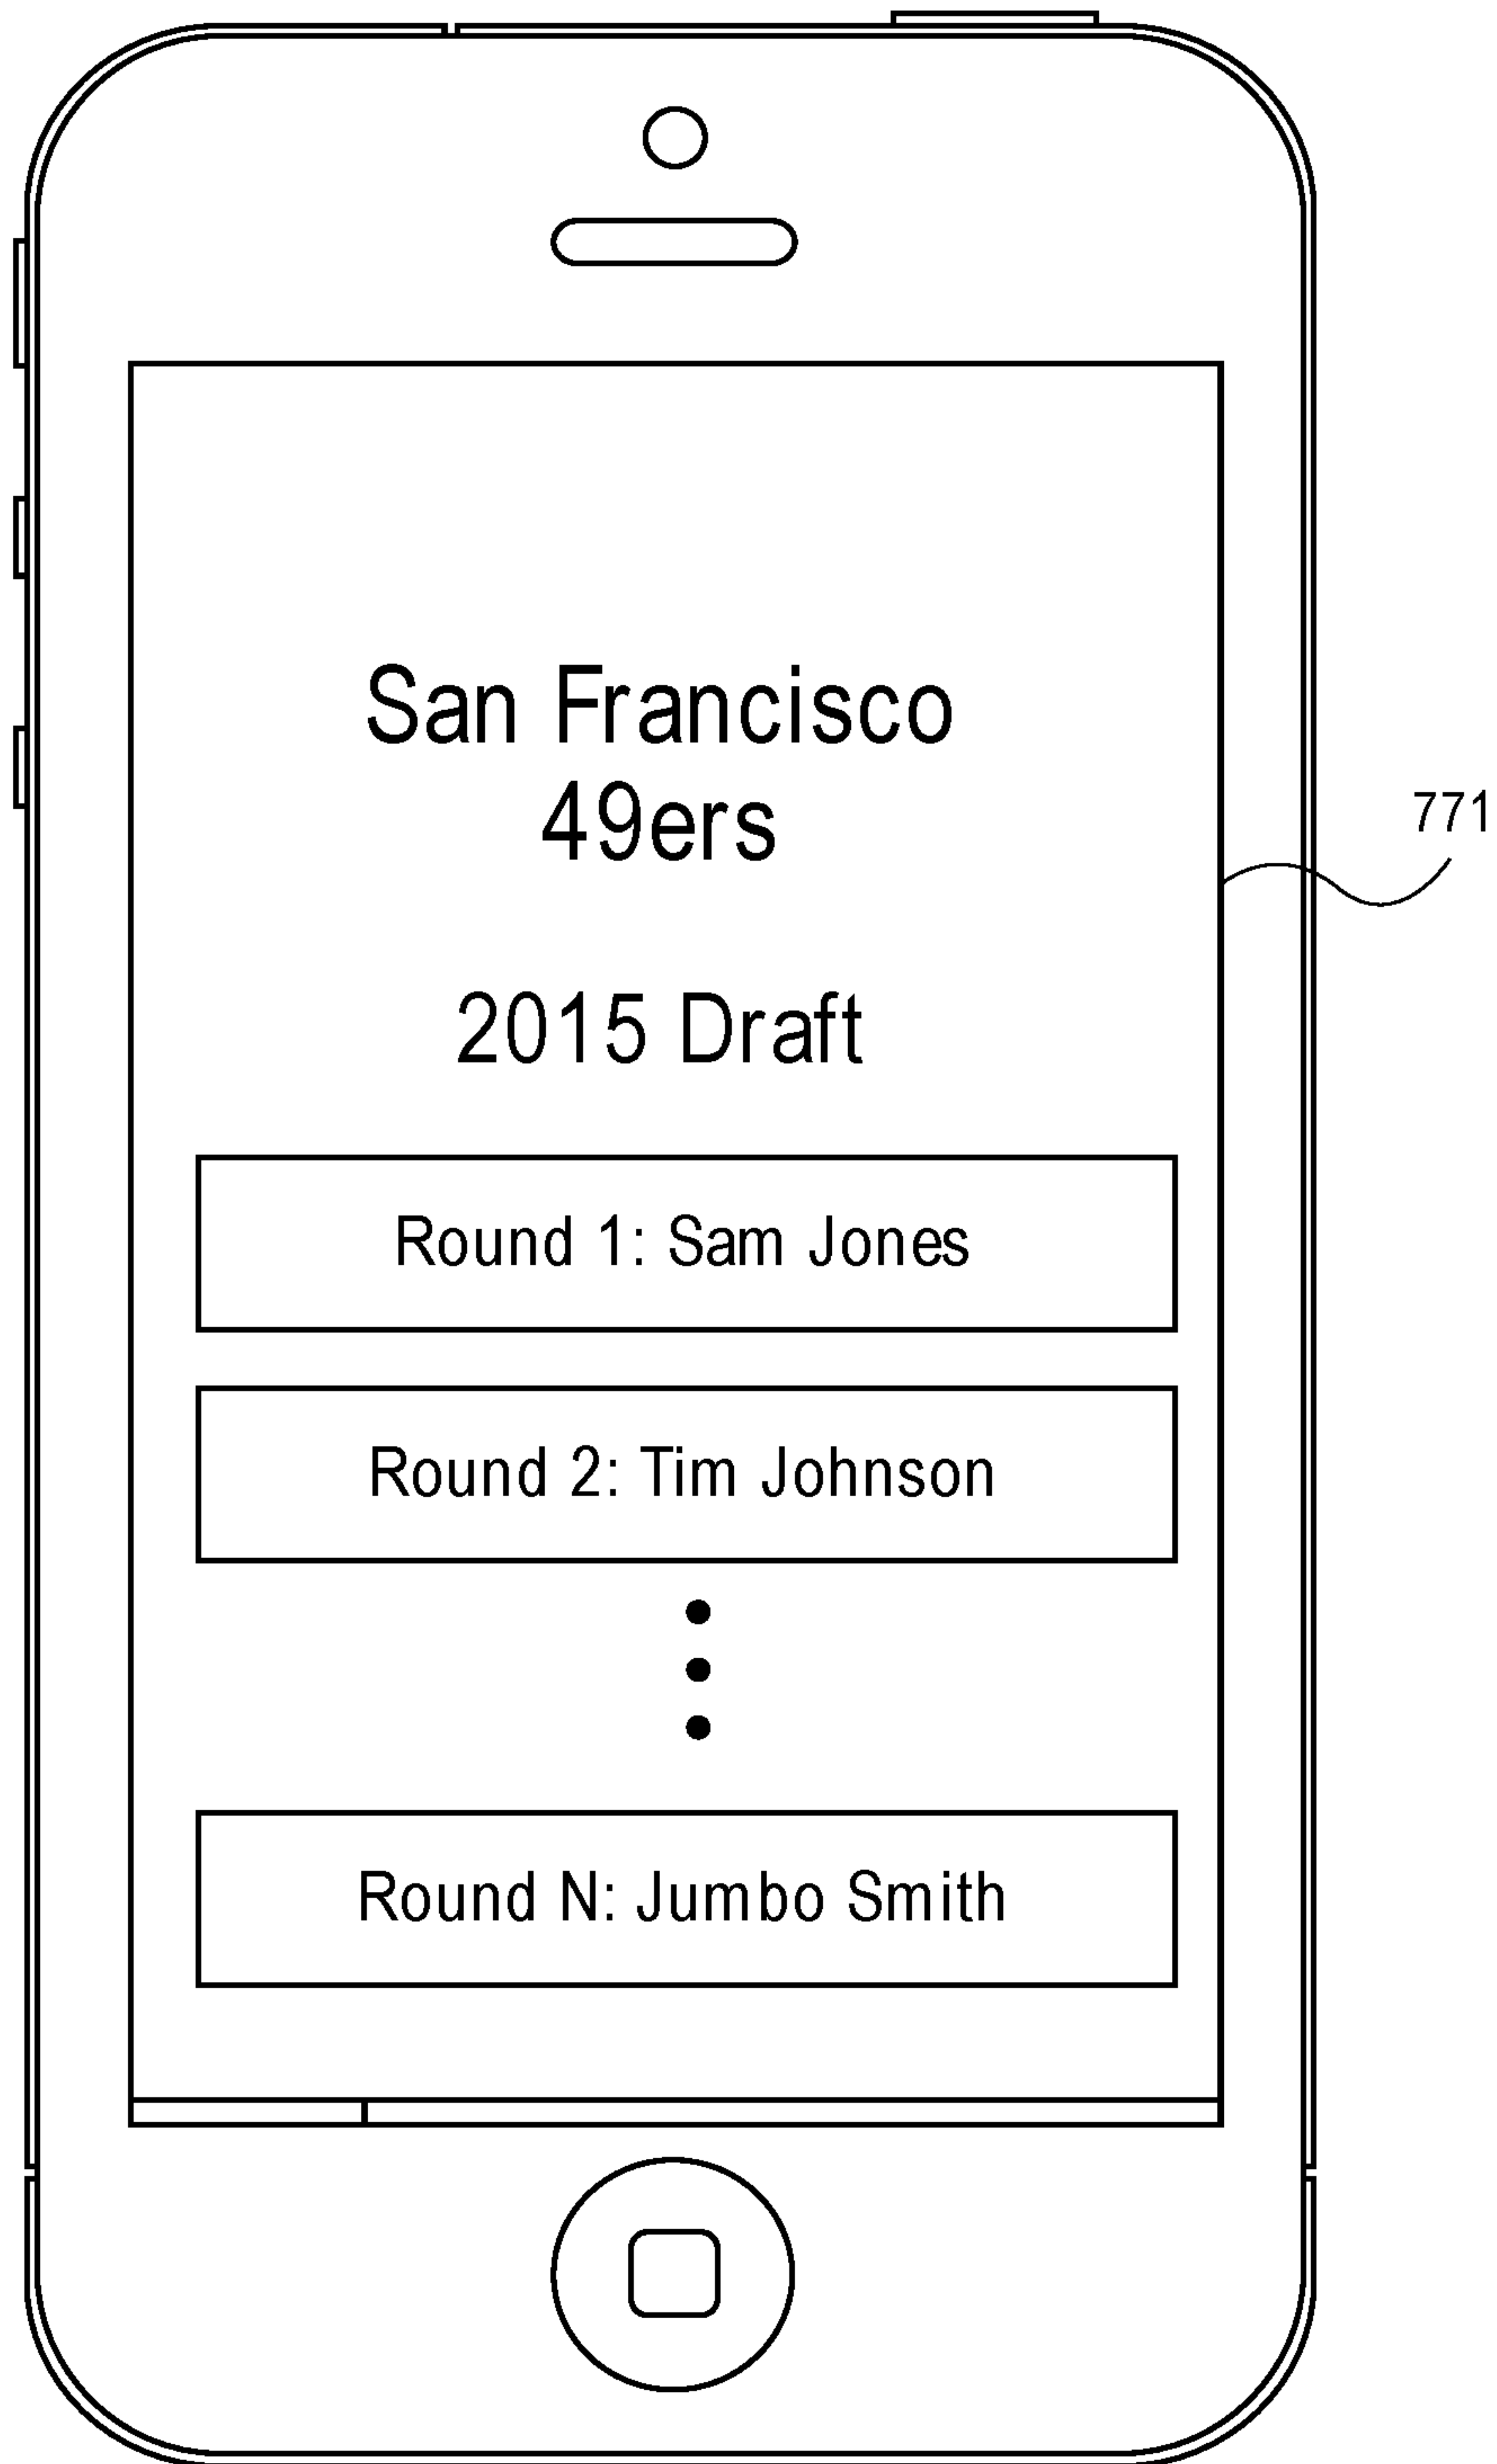 San Francisco
49ers
771
2015 Draft
Round 1: Sam Jones
Round 2: Tim Johnson
Round N: Jumbo Smith